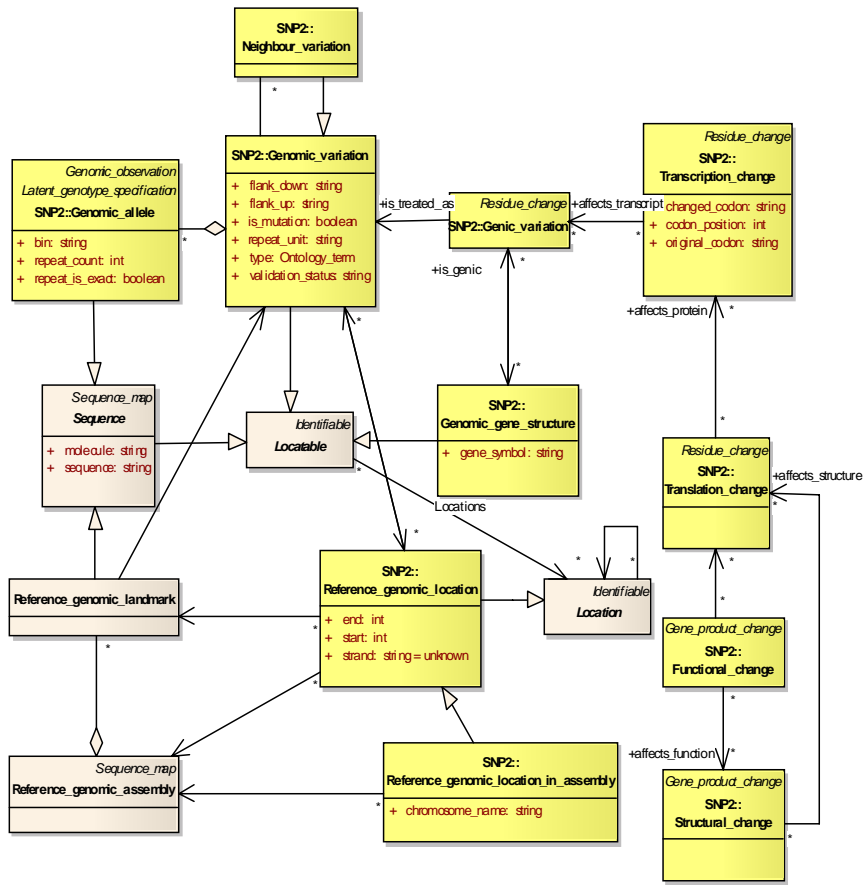 SNP2::
Neighbour_variation
*
Genomic_observation
Latent_genotype_specification
SNP2::Genomic_allele
+ bin: string
+ repeat_count: int
+ repeat_is_exact: boolean
*
SNP2::Genomic_variation
+ flank_down: string
+ flank_up: string
+ is_mutation: boolean
+ repeat_unit: string
+ type: Ontology_term
+ validation_status: string
+is_treated_as
Residue_change
SNP2::Genic_variation
+affects_transcript
*
*
Residue_change
SNP2::
Transcription_change
changed_codon: string
+ codon_position: int
+ original_codon: string
+is_genic
*
*
*
+affects_protein
*
*
Sequence_map
Sequence
+ molecule: string
+ sequence: string
Identifiable
Locatable
*
SNP2::
Genomic_gene_structure
+ gene_symbol: string
Residue_change
SNP2::
Translation_change
+affects_structure
*
Locations
*
*
*
*
*
Reference_genomic_landmark
*
SNP2::
Reference_genomic_location
+ end: int
+ start: int
+ strand: string = unknown
*
*
Identifiable
Location
Gene_product_change
SNP2::
Functional_change
*
+affects_function
*
Sequence_map
Reference_genomic_assembly
SNP2::
Reference_genomic_location_in_assembly
+ chromosome_name: string
*
Gene_product_change
SNP2::
Structural_change
*